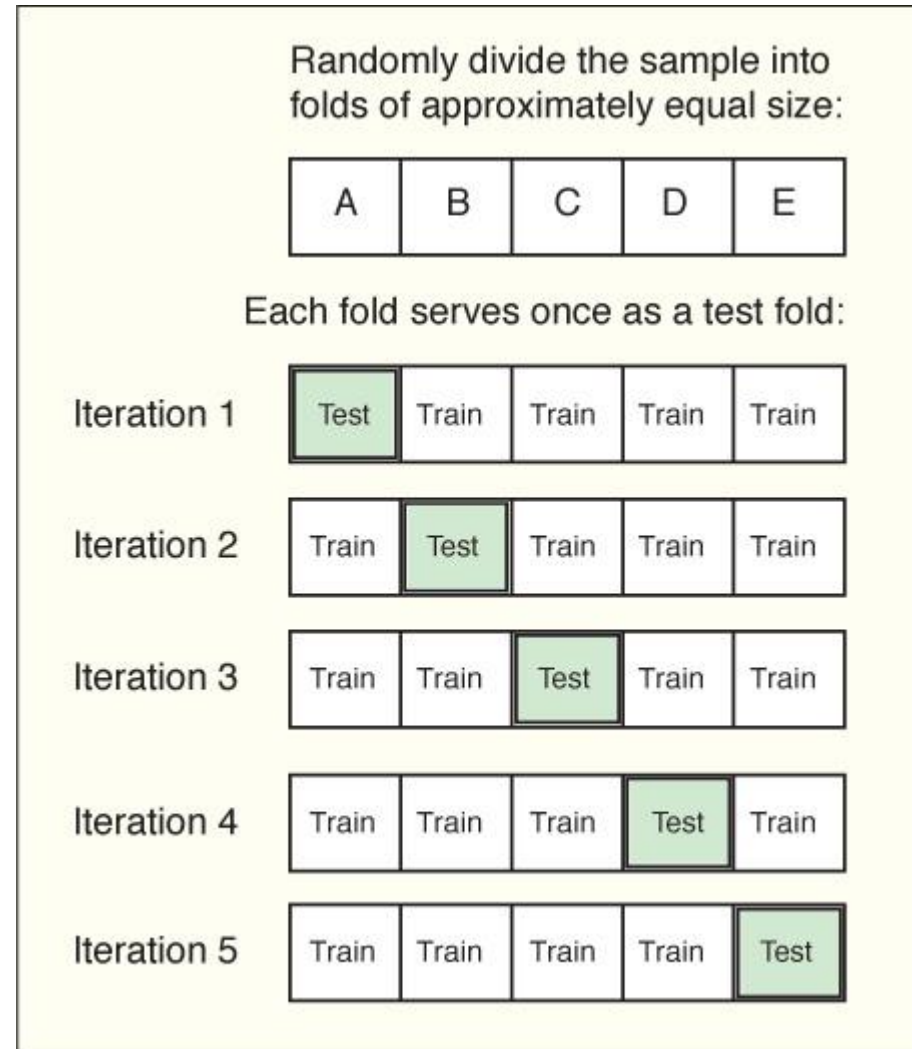 Randomly divide the sample into
folds of approximately equal size:
A B C D E
Each fold serves once as a test fold:
Iteration 1 Test Train Train Train Train
Iteration 2 Train Test Train Train Train
Iteration 3 Train Train Test Train Train
Iteration 4 Train Train Train Test Train
Iteration 5 Train Train Train Train Test